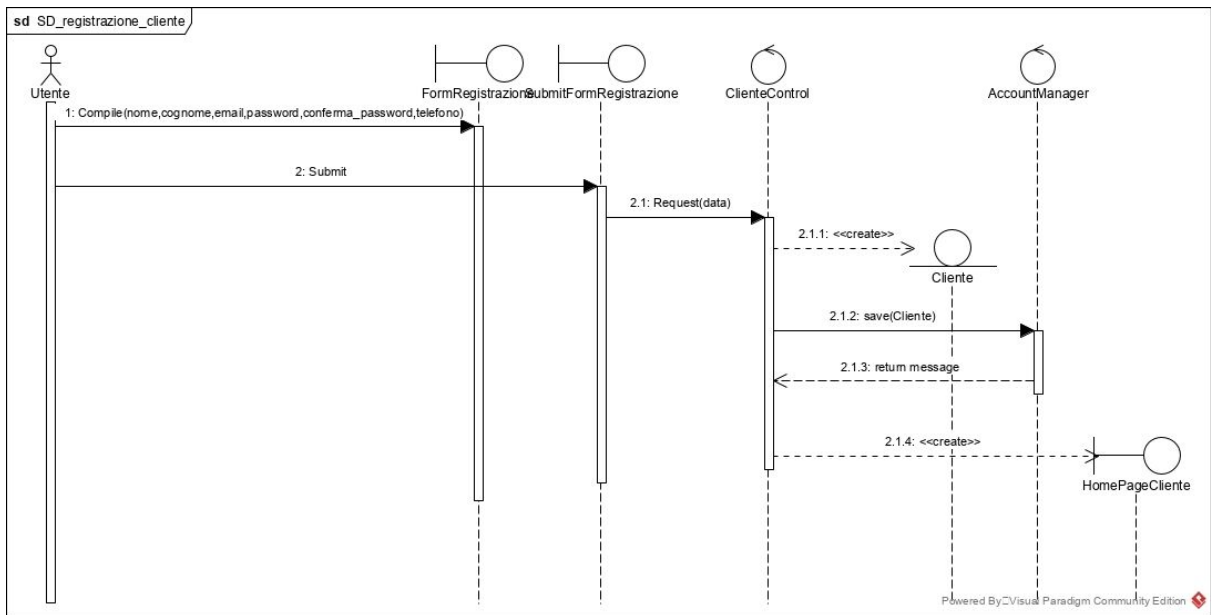 sd SD_registrazione_cliente
Utente
FormRegistrazione
SubmitFormRegistrazione
ClienteControl
AccountManager
1: Compile(nome,cognome,email,password,conferma_password,telefono)
2: Submit
2.1: Request(data)
2.1.1: <<create>>
Cliente
2.1.2: save(Cliente)
2.1.3: return message
2.1.4: <<create>>
HomePageCliente
Powered By Visual Paradigm Community Edition